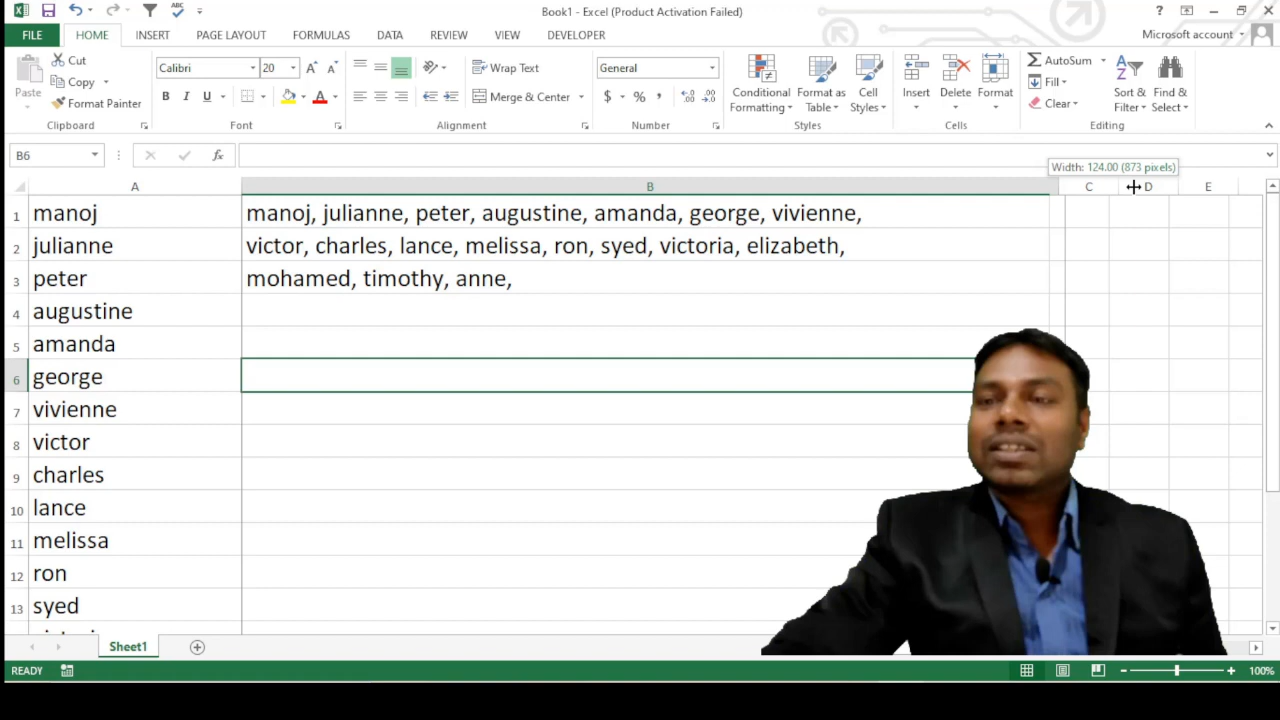 Book1 - Excel (Product Activation Failed)
?
FILE HOME INSERT PAGE LAYOUT FORMULAS DATA REVIEW VIEW DEVELOPER Microsoft account
Paste
Cut
Copy
Format Painter
Clipboard
Calibri 20
B I U A
Font
Wrap Text
Merge & Center
Alignment
General
$ % ,
Number
Conditional Formatting
Format as Table
Cell Styles
Styles
Insert Delete Format
Cells
AutoSum
Fill
Clear
Sort & Filter
Find & Select
Editing
B6 fx
Width: 124.00 (873 pixels)
A B C D E
1 manoj manoj, julianne, peter, augustine, amanda, george, vivienne,
2 julianne victor, charles, lance, melissa, ron, syed, victoria, elizabeth,
3 peter mohamed, timothy, anne,
4 augustine
5 amanda
6 george
7 vivienne
8 victor
9 charles
10 lance
11 melissa
12 ron
13 syed
Sheet1
READY 100%